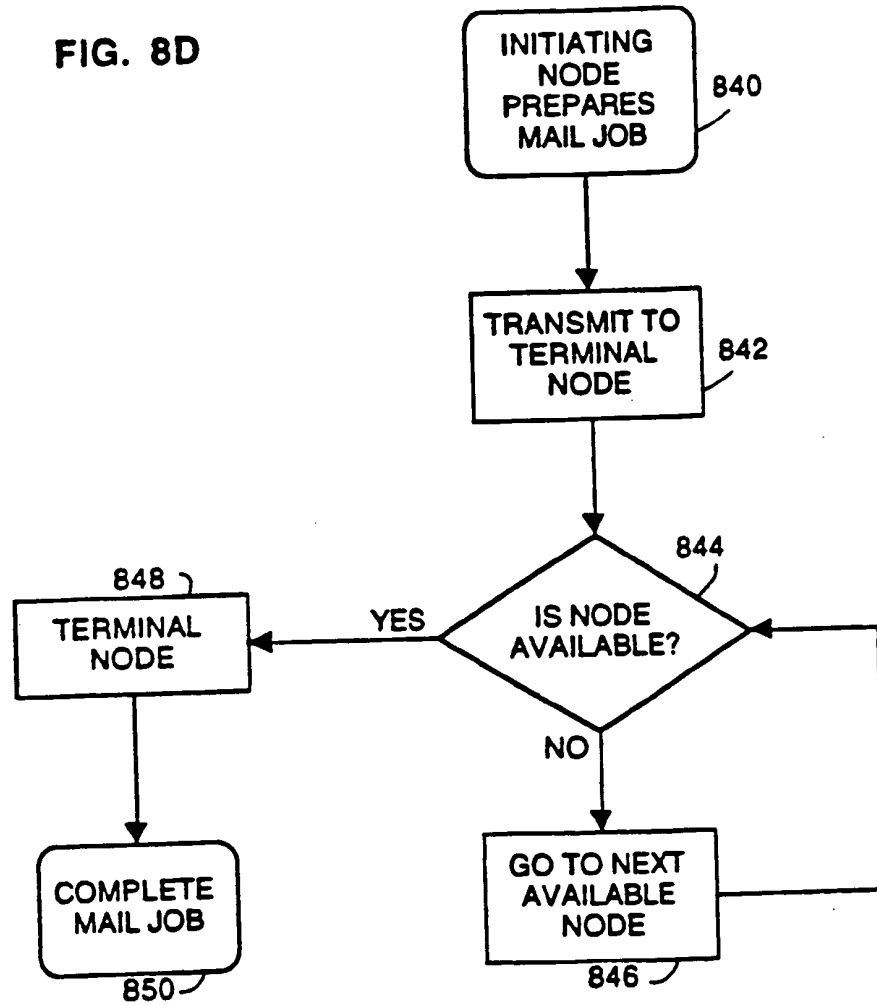 FIG. 8D
INITIATING
NODE
PREPARES
MAIL JOB
840
TRANSMIT TO
TERMINAL
NODE
842
844
IS NODE
AVAILABLE?
YES
NO
848
TERMINAL
NODE
COMPLETE
MAIL JOB
850
GO TO NEXT
AVAILABLE
NODE
846